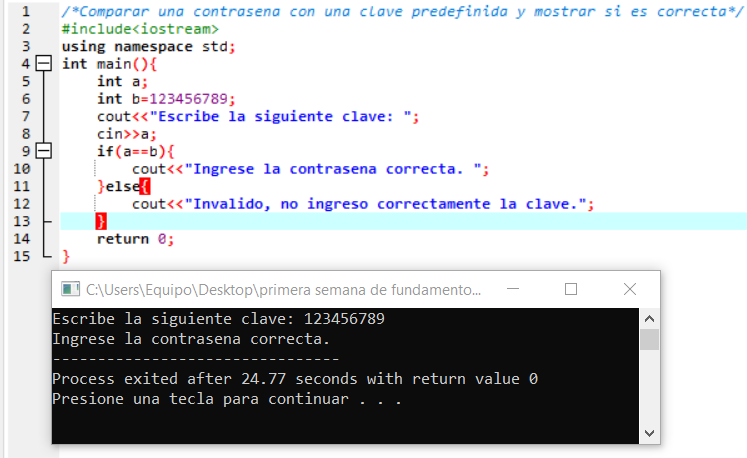 1 /*Comparar una contrasena con una clave predefinida y mostrar si es correcta*/
2 #include<iostream>
3 using namespace std;
4 int main(){
5 int a;
6 int b=123456789;
7 cout<<"Escribe la siguiente clave: ";
8 cin>>a;
9 if(a==b){
10 cout<<"Ingrese la contrasena correcta. ";
11 }else{
12 cout<<"Invalido, no ingreso correctamente la clave.";
13 }
14 return 0;
15 }
C:\Users\Equipo\Desktop\primera semana de fundamento...
Escribe la siguiente clave: 123456789
Ingrese la contrasena correcta.
--------------------------------
Process exited after 24.77 seconds with return value 0
Presione una tecla para continuar . . .